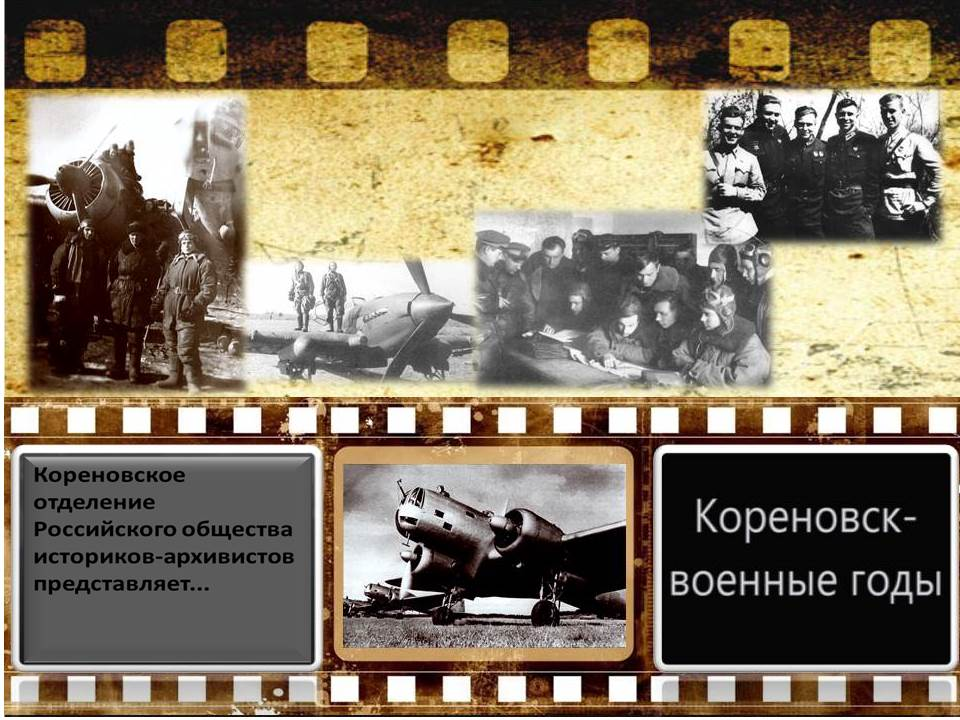 Кореновское
отделение
Российского общества
историков-архивистов
представляет...
Кореновск-
военные годы